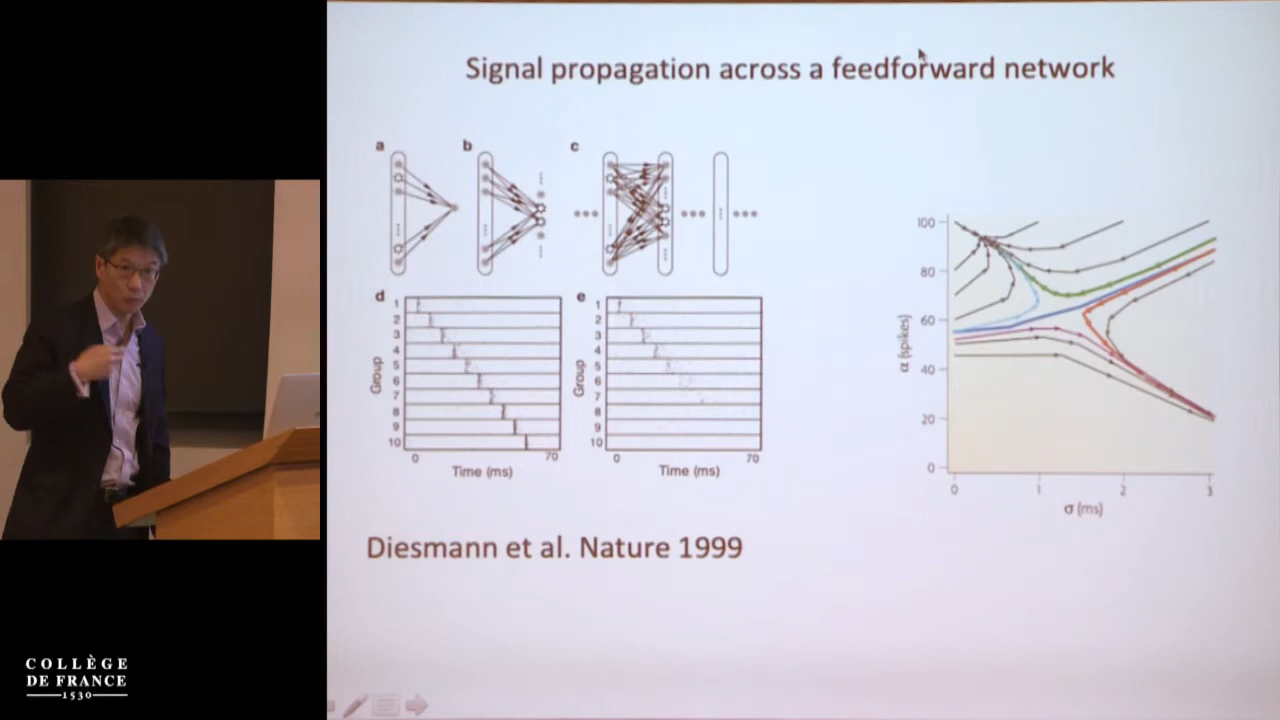 Signal propagation across a feedforward network
a
b
c
d
e
Group
1
2
3
4
5
6
7
8
9
10
0
70
Time (ms)
Group
1
2
3
4
5
6
7
8
9
10
0
70
Time (ms)
α (spikes)
100
80
60
40
20
0
0
1
2
3
σ (ms)
Diesmann et al. Nature 1999
COLLÈGE
DE FRANCE
1530